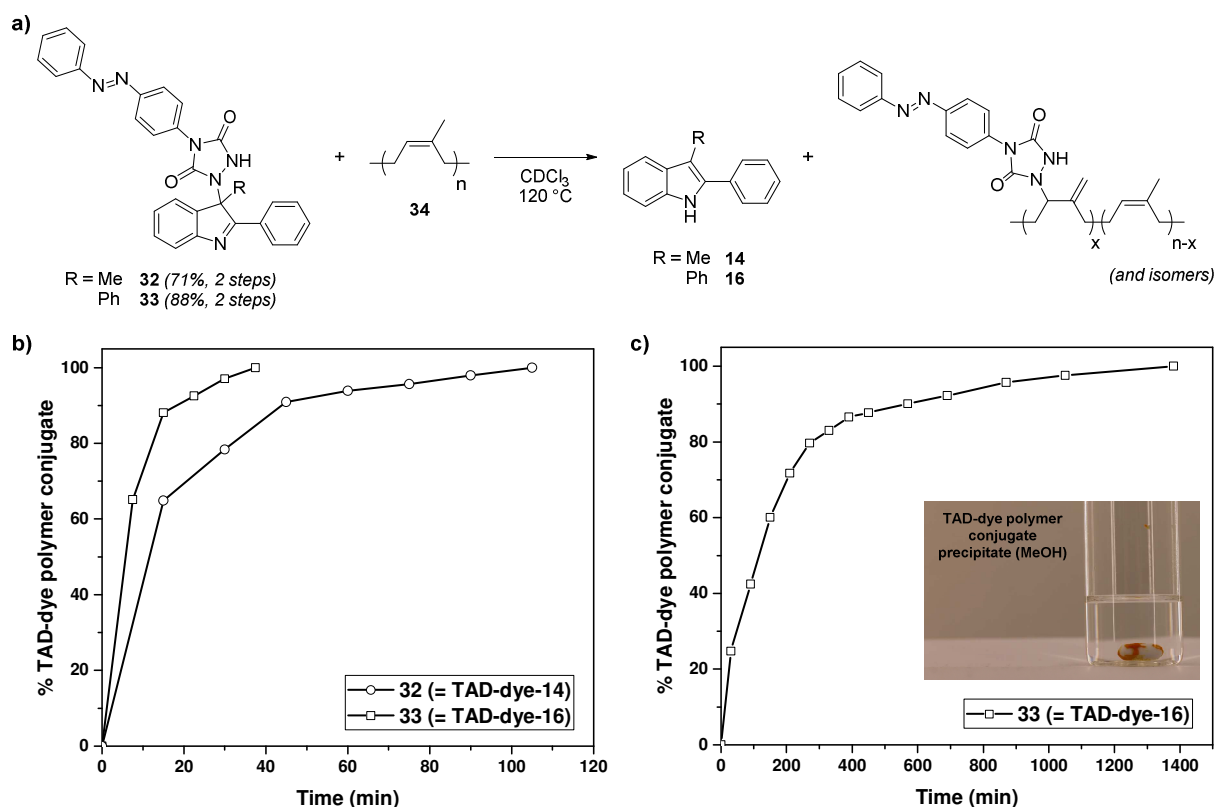 a)
N
N
N
O
NH
O
N
R
N
+
( )n
34
CDCl3
120 °C
R
N
H
+
N
N
N
O
NH
O
N
( )x ( )n-x
R = Me 32 (71%, 2 steps)
Ph 33 (88%, 2 steps)
R = Me 14
Ph 16
(and isomers)
b)
% TAD-dye polymer conjugate
100
80
60
40
20
0
32 (= TAD-dye-14)
33 (= TAD-dye-16)
0 20 40 60 80 100 120
Time (min)
c)
% TAD-dye polymer conjugate
100
80
60
40
20
0
TAD-dye polymer
conjugate
precipitate (MeOH)
33 (= TAD-dye-16)
0 200 400 600 800 1000 1200 1400
Time (min)